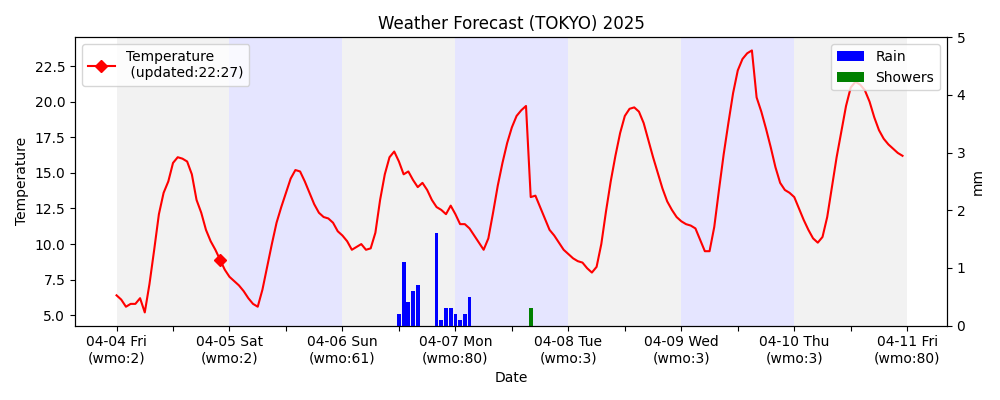 Weather Forecast (TOKYO) 2025
Temperature
(updated:22:27)
Rain
Showers
Temperature
22.5
20.0
17.5
15.0
12.5
10.0
7.5
5.0
5
4
3
2
1
0
mm
04-04 Fri
(wmo:2)
04-05 Sat
(wmo:2)
04-06 Sun
(wmo:61)
04-07 Mon
(wmo:80)
04-08 Tue
(wmo:3)
04-09 Wed
(wmo:3)
04-10 Thu
(wmo:3)
04-11 Fri
(wmo:80)
Date